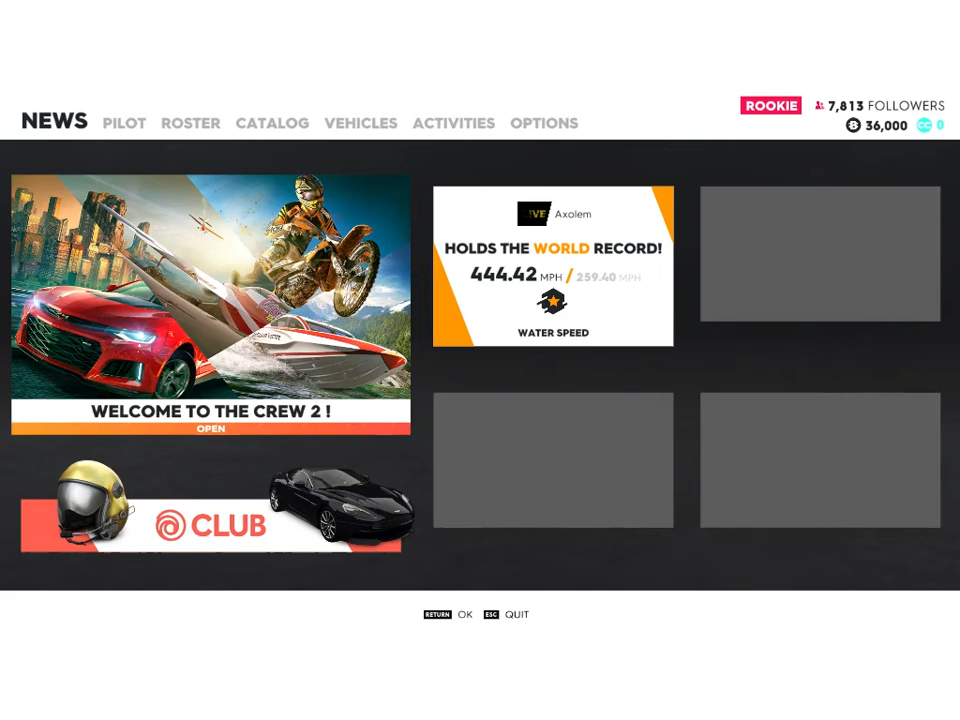 NEWS PILOT ROSTER CATALOG VEHICLES ACTIVITIES OPTIONS
ROOKIE 7,813 FOLLOWERS
36,000 CC 0
LIVE Axolem
HOLDS THE WORLD RECORD!
444.42 MPH / 259.40 MPH
WATER SPEED
WELCOME TO THE CREW 2 !
OPEN
CLUB
RETURN OK ESC QUIT